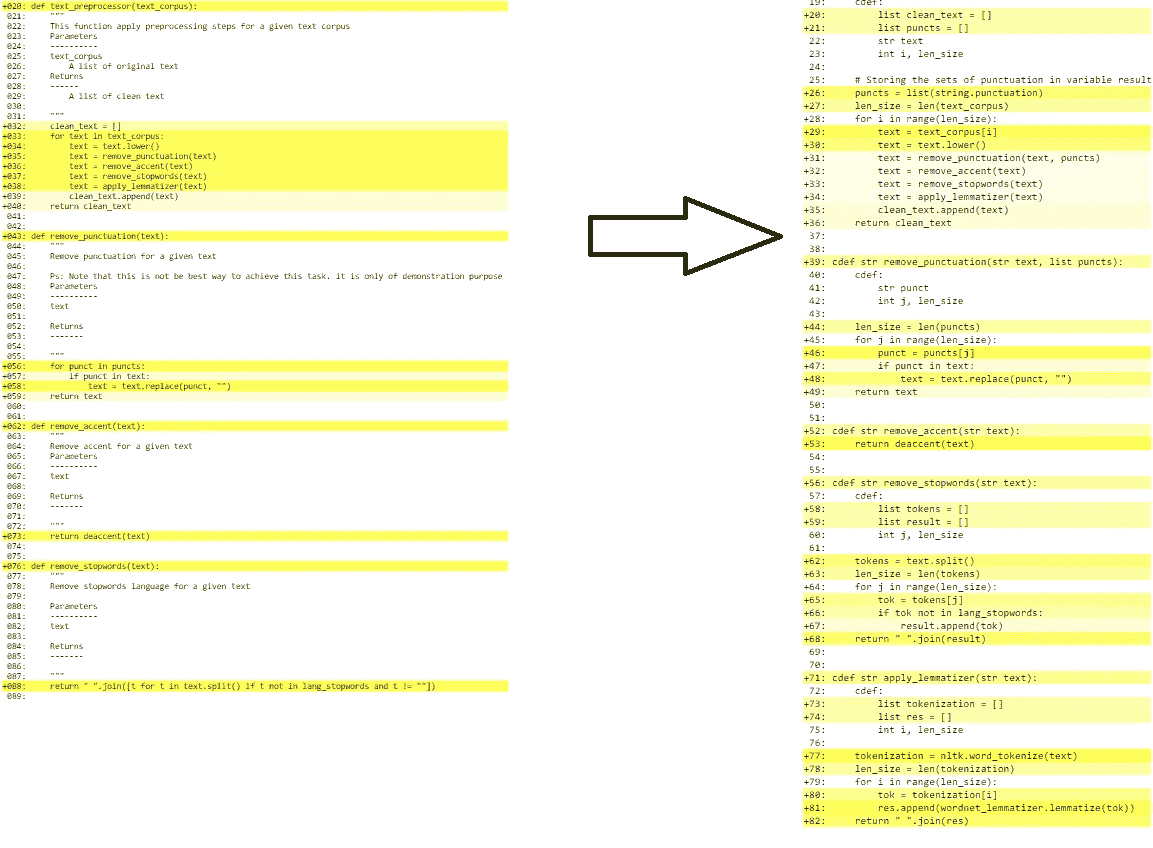 +020: def text_preprocessor(text_corpus):
021:     """
022:     This function apply preprocessing steps for a given text corpus
023:     Parameters
024:     ----------
025:     text_corpus
026:         A list of original text
027:     Returns
028:     ------
029:         A list of clean text
030:
031:     """
+032:     clean_text = []
+033:     for text in text_corpus:
+034:         text = text.lower()
+035:         text = remove_punctuation(text)
+036:         text = remove_accent(text)
+037:         text = remove_stopwords(text)
+038:         text = apply_lemmatizer(text)
+039:         clean_text.append(text)
+040:     return clean_text
041:
042:
+043: def remove_punctuation(text):
044:     """
045:     Remove punctuation for a given text
046:
047:     Ps: Note that this is not be best way to achieve this task. it is only of demonstration purpose
048:     Parameters
049:     ----------
050:     text
051:
052:     Returns
053:     -------
054:
055:     """
+056:     for punct in puncts:
+057:         if punct in text:
+058:             text = text.replace(punct, "")
+059:     return text
060:
061:
+062: def remove_accent(text):
063:     """
064:     Remove accent for a given text
065:     Parameters
066:     ----------
067:     text
068:
069:     Returns
070:     -------
071:
072:     """
+073:     return deaccent(text)
074:
075:
+076: def remove_stopwords(text):
077:     """
078:     Remove stopwords language for a given text
079:
080:     Parameters
081:     ----------
082:     text
083:
084:     Returns
085:     -------
086:
087:     """
+088:     return " ".join([t for t in text.split() if t not in lang_stopwords and t != ""])
089:
19:     cdef:
+20:         list clean_text = []
+21:         list puncts = []
22:         str text
23:         int i, len_size
24:
25:     # Storing the sets of punctuation in variable result
+26:     puncts = list(string.punctuation)
+27:     len_size = len(text_corpus)
+28:     for i in range(len_size):
+29:         text = text_corpus[i]
+30:         text = text.lower()
+31:         text = remove_punctuation(text, puncts)
+32:         text = remove_accent(text)
+33:         text = remove_stopwords(text)
+34:         text = apply_lemmatizer(text)
+35:         clean_text.append(text)
+36:     return clean_text
37:
38:
+39: cdef str remove_punctuation(str text, list puncts):
40:     cdef:
41:         str punct
42:         int j, len_size
43:
+44:     len_size = len(puncts)
+45:     for j in range(len_size):
+46:         punct = puncts[j]
+47:         if punct in text:
+48:             text = text.replace(punct, "")
+49:     return text
50:
51:
+52: cdef str remove_accent(str text):
+53:     return deaccent(text)
54:
55:
+56: cdef str remove_stopwords(str text):
57:     cdef:
+58:         list tokens = []
+59:         list result = []
60:         int j, len_size
61:
+62:     tokens = text.split()
+63:     len_size = len(tokens)
+64:     for j in range(len_size):
+65:         tok = tokens[j]
+66:         if tok not in lang_stopwords:
+67:             result.append(tok)
+68:     return " ".join(result)
69:
70:
+71: cdef str apply_lemmatizer(str text):
72:     cdef:
+73:         list tokenization = []
+74:         list res = []
75:         int i, len_size
76:
+77:     tokenization = nltk.word_tokenize(text)
+78:     len_size = len(tokenization)
+79:     for i in range(len_size):
+80:         tok = tokenization[i]
+81:         res.append(wordnet_lemmatizer.lemmatize(tok))
+82:     return " ".join(res)